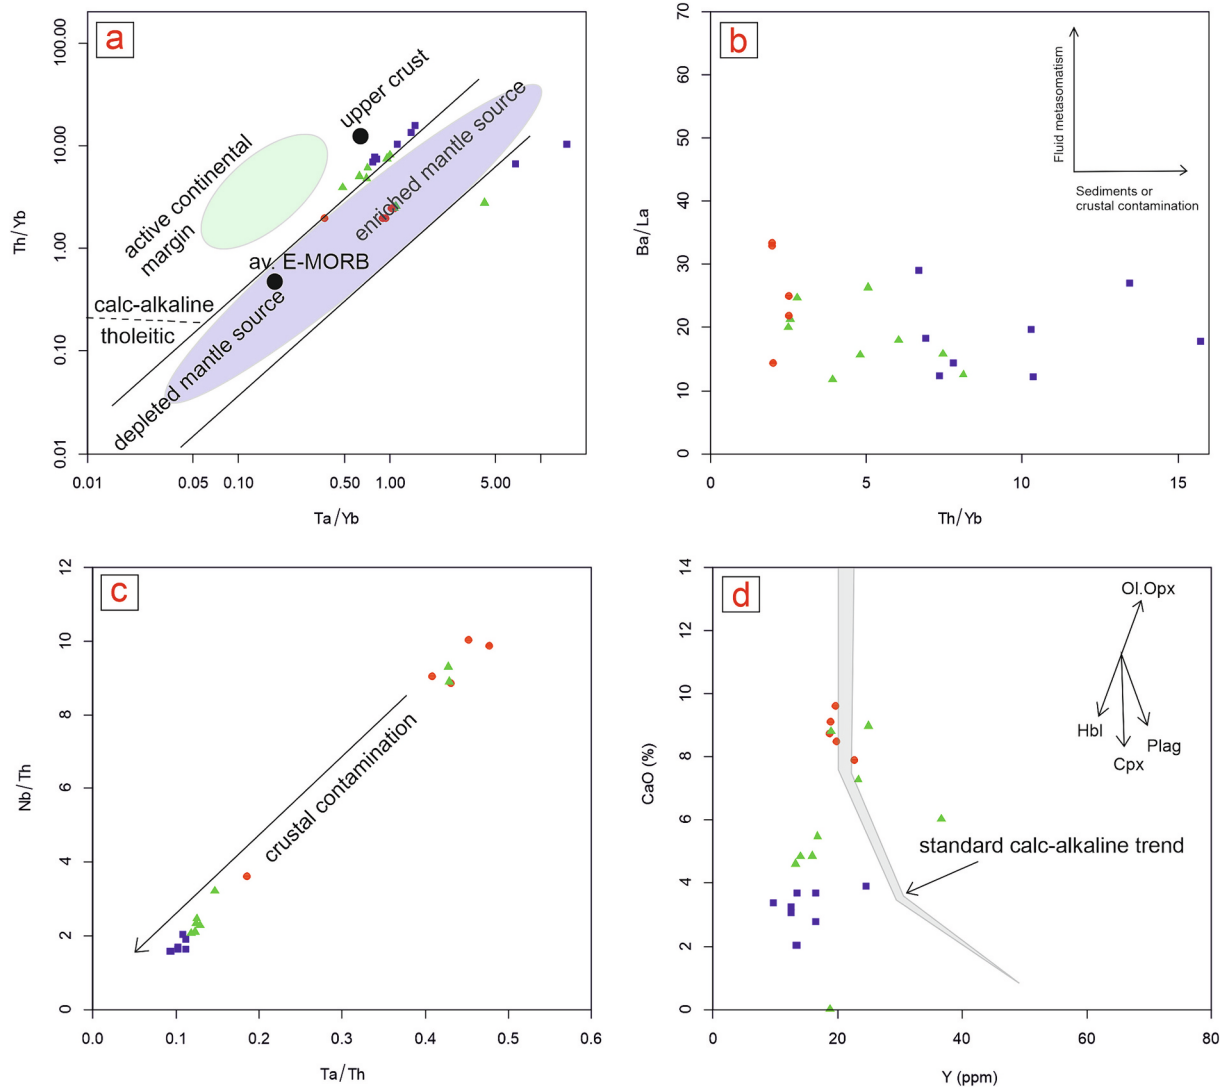 a
100.00
10.00
1.00
0.10
0.01
Th/Yb
upper crust
active continental
margin
enriched mantle source
av. E-MORB
calc-alkaline
tholeitic
depleted mantle source
0.01
0.05
0.10
0.50
1.00
5.00
Ta/Yb
b
70
60
50
40
30
20
10
0
Ba/La
Fluid metasomatism
Sediments or
crustal contamination
0
5
10
15
Th/Yb
c
12
10
8
6
4
2
0
Nb/Th
crustal contamination
0.0
0.1
0.2
0.3
0.4
0.5
0.6
Ta/Th
d
14
12
10
8
6
4
2
0
CaO (%)
Ol.Opx
Hbl
Plag
Cpx
standard calc-alkaline trend
0
20
40
60
80
Y (ppm)